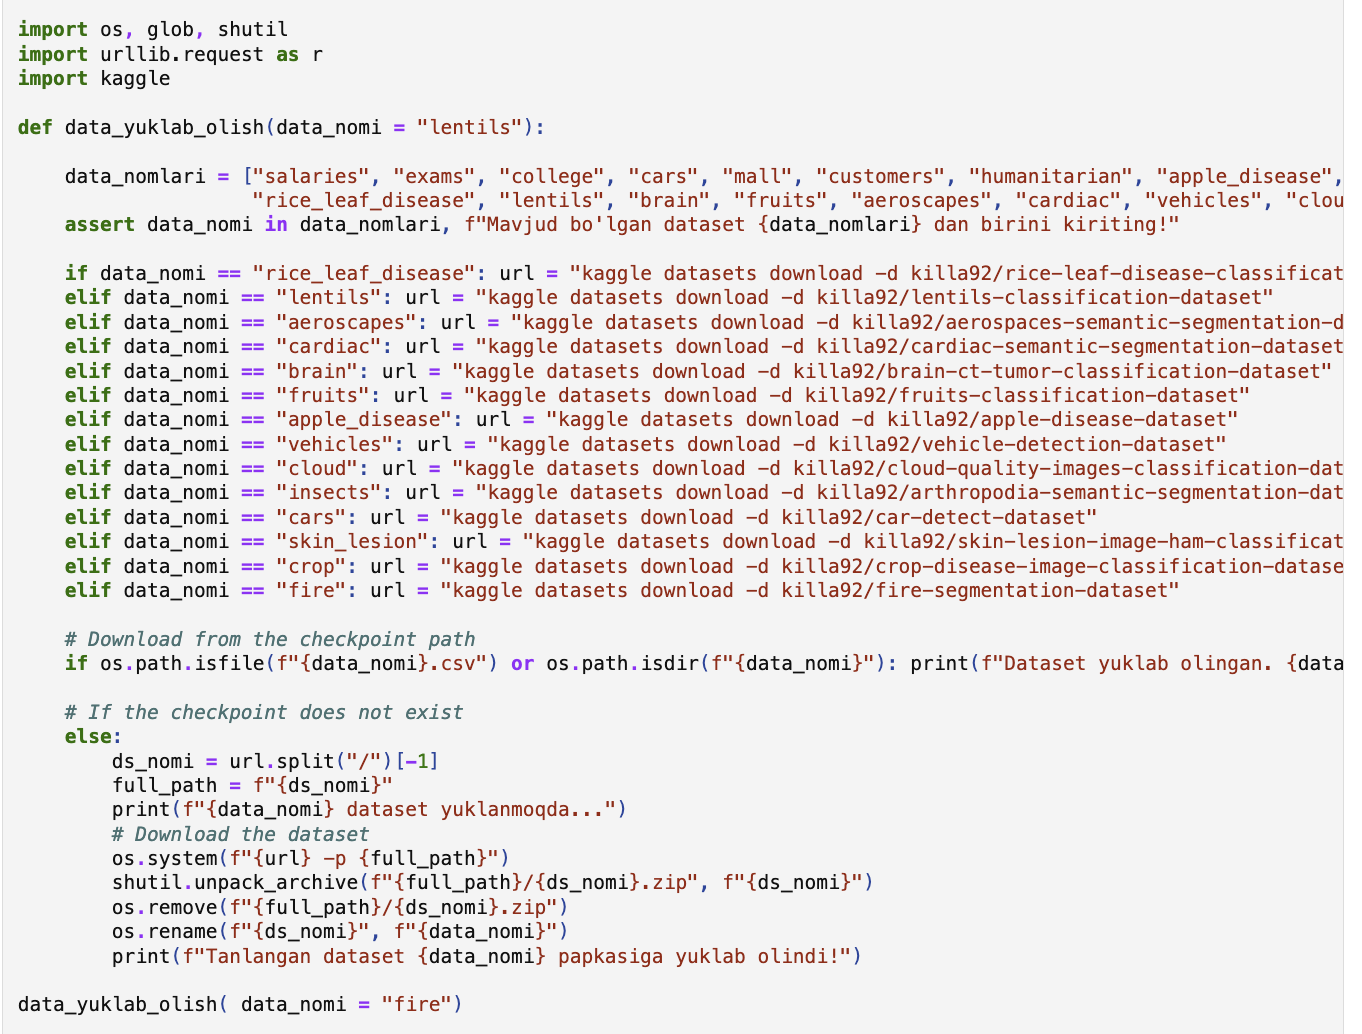 import os, glob, shutil
import urllib.request as r
import kaggle
def data_yuklab_olish(data_nomi = "lentils"):
data_nomlari = ["salaries", "exams", "college", "cars", "mall", "customers", "humanitarian", "apple_disease",
"rice_leaf_disease", "lentils", "brain", "fruits", "aeroscapes", "cardiac", "vehicles", "clou
assert data_nomi in data_nomlari, f"Mavjud bo'lgan dataset {data_nomlari} dan birini kiriting!"
if data_nomi == "rice_leaf_disease": url = "kaggle datasets download -d killa92/rice-leaf-disease-classificat
elif data_nomi == "lentils": url = "kaggle datasets download -d killa92/lentils-classification-dataset"
elif data_nomi == "aeroscapes": url = "kaggle datasets download -d killa92/aerospaces-semantic-segmentation-d
elif data_nomi == "cardiac": url = "kaggle datasets download -d killa92/cardiac-semantic-segmentation-dataset
elif data_nomi == "brain": url = "kaggle datasets download -d killa92/brain-ct-tumor-classification-dataset"
elif data_nomi == "fruits": url = "kaggle datasets download -d killa92/fruits-classification-dataset"
elif data_nomi == "apple_disease": url = "kaggle datasets download -d killa92/apple-disease-dataset"
elif data_nomi == "vehicles": url = "kaggle datasets download -d killa92/vehicle-detection-dataset"
elif data_nomi == "cloud": url = "kaggle datasets download -d killa92/cloud-quality-images-classification-dat
elif data_nomi == "insects": url = "kaggle datasets download -d killa92/arthropodia-semantic-segmentation-dat
elif data_nomi == "cars": url = "kaggle datasets download -d killa92/car-detect-dataset"
elif data_nomi == "skin_lesion": url = "kaggle datasets download -d killa92/skin-lesion-image-ham-classificat
elif data_nomi == "crop": url = "kaggle datasets download -d killa92/crop-disease-image-classification-datase
elif data_nomi == "fire": url = "kaggle datasets download -d killa92/fire-segmentation-dataset"
# Download from the checkpoint path
if os.path.isfile(f"{data_nomi}.csv") or os.path.isdir(f"{data_nomi}"): print(f"Dataset yuklab olingan. {data
# If the checkpoint does not exist
else:
ds_nomi = url.split("/")[-1]
full_path = f"{ds_nomi}"
print(f"{data_nomi} dataset yuklanmoqda...")
# Download the dataset
os.system(f"{url} -p {full_path}")
shutil.unpack_archive(f"{full_path}/{ds_nomi}.zip", f"{ds_nomi}")
os.remove(f"{full_path}/{ds_nomi}.zip")
os.rename(f"{ds_nomi}", f"{data_nomi}")
print(f"Tanlangan dataset {data_nomi} papkasiga yuklab olindi!")
data_yuklab_olish( data_nomi = "fire")